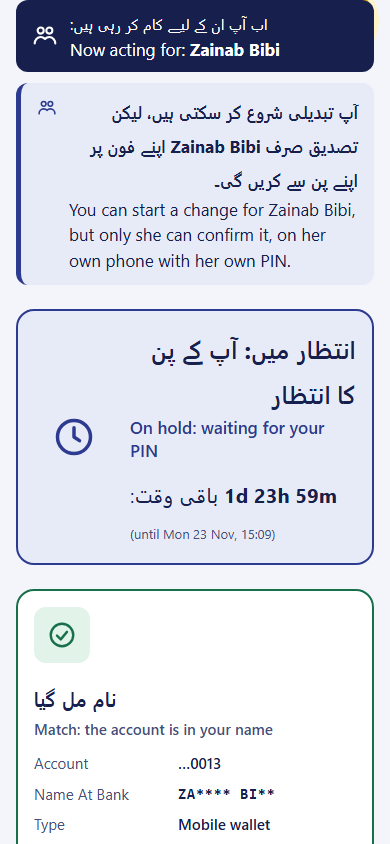 اب آپ ان کے لیے کام کر رہی ہیں:
Now acting for: Zainab Bibi
آپ تبدیلی شروع کر سکتی ہیں، لیکن
تصدیق صرف Zainab Bibi اپنے فون پر
اپنے پن سے کریں گی۔
You can start a change for Zainab Bibi,
but only she can confirm it, on her
own phone with her own PIN.
انتظار میں: آپ کے پن
کا انتظار
On hold: waiting for your
PIN
باقی وقت: 1d 23h 59m
(until Mon 23 Nov, 15:09)
نام مل گیا
Match: the account is in your name
Account ...0013
Name At Bank ZA**** BI**
Type Mobile wallet